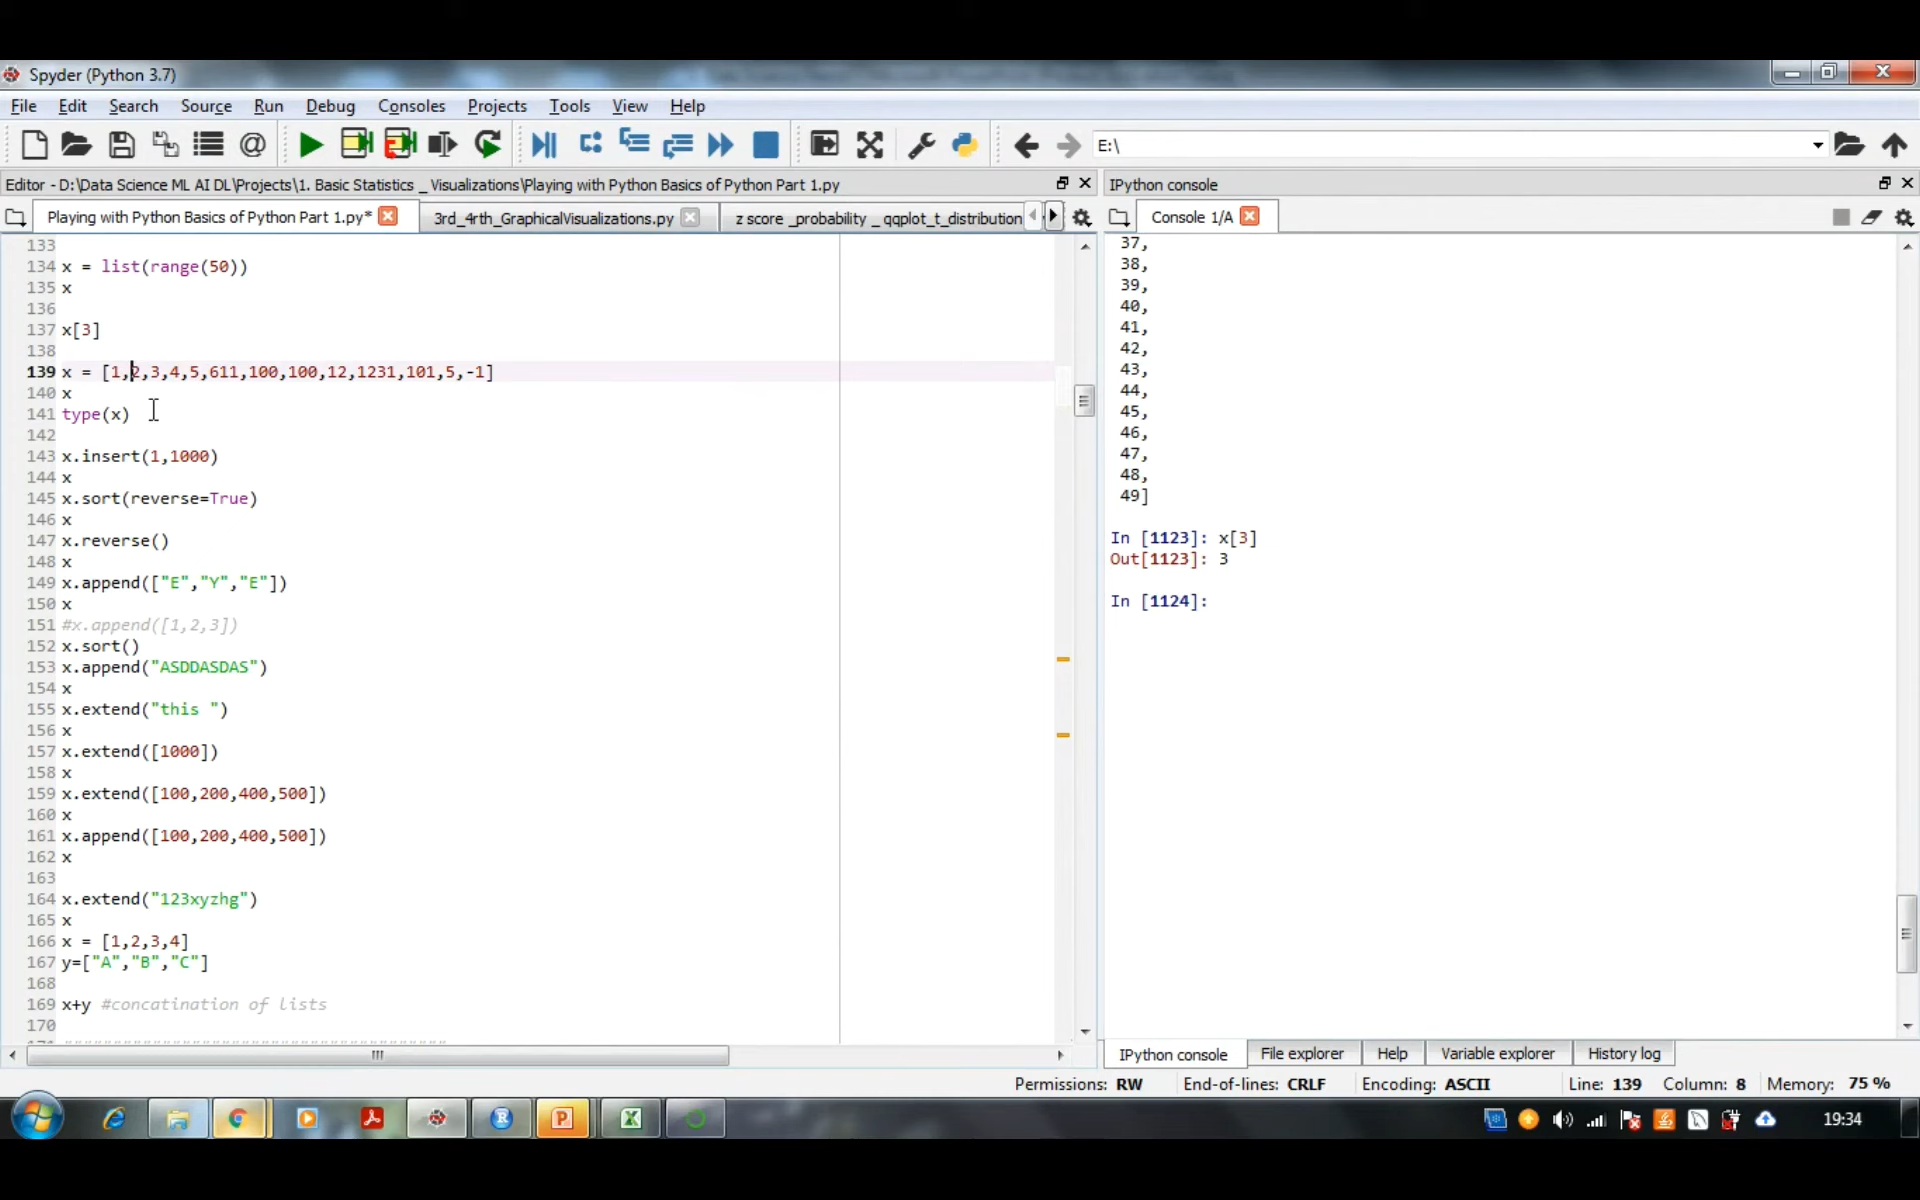 Spyder (Python 3.7)
File Edit Search Source Run Debug Consoles Projects Tools View Help
E:\
Editor - D:\Data Science ML AI DL\Projects\1. Basic Statistics _ Visualizations\Playing with Python Basics of Python Part 1.py
IPython console
Playing with Python Basics of Python Part 1.py*
3rd_4rth_GraphicalVisualizations.py
z score _probability _ qqplot_t_distribution
Console 1/A
133
134 x = list(range(50))
135 x
136
137 x[3]
138
139 x = [1,2,3,4,5,611,100,100,12,1231,101,5,-1]
140 x
141 type(x)
142
143 x.insert(1,1000)
144 x
145 x.sort(reverse=True)
146 x
147 x.reverse()
148 x
149 x.append(["E","Y","E"])
150 x
151 #x.append([1,2,3])
152 x.sort()
153 x.append("ASDDASDAS")
154 x
155 x.extend("this ")
156 x
157 x.extend([1000])
158 x
159 x.extend([100,200,400,500])
160 x
161 x.append([100,200,400,500])
162 x
163
164 x.extend("123xyzhg")
165 x
166 x = [1,2,3,4]
167 y=["A","B","C"]
168
169 x+y #concatination of lists
170
37,
38,
39,
40,
41,
42,
43,
44,
45,
46,
47,
48,
49]
In [1123]: x[3]
Out[1123]: 3
In [1124]:
IPython console File explorer Help Variable explorer History log
Permissions: RW End-of-lines: CRLF Encoding: ASCII Line: 139 Column: 8 Memory: 75 %
19:34